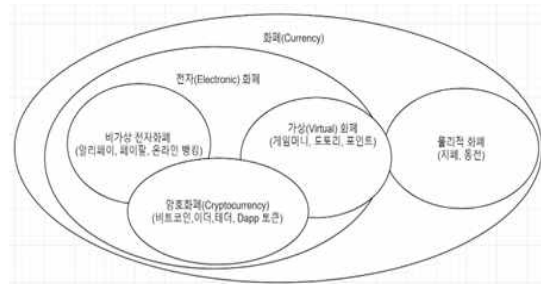 화폐(Currency)
전자(Electronic) 화폐
비가상 전자화폐
(알리페이, 페이팔, 온라인 뱅킹)
가상(Virtual) 화폐
(게임머니, 도토리, 포인트)
물리적 화폐
(지폐, 동전)
암호화폐(Cryptocurrency)
(비트코인,이더,테더, Dapp 토큰)